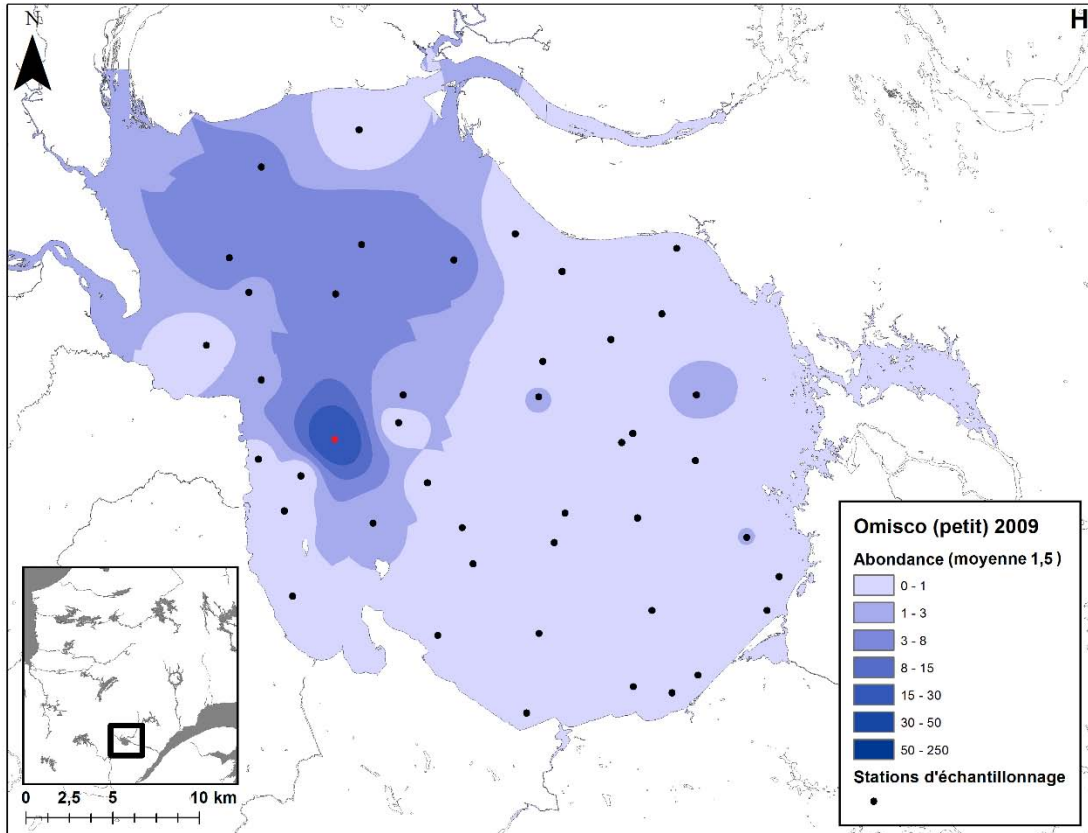 N
H
Omisco (petit) 2009
Abondance (moyenne 1,5 )
0 - 1
1 - 3
3 - 8
8 - 15
15 - 30
30 - 50
50 - 250
Stations d'échantillonnage
0 2,5 5 10 km